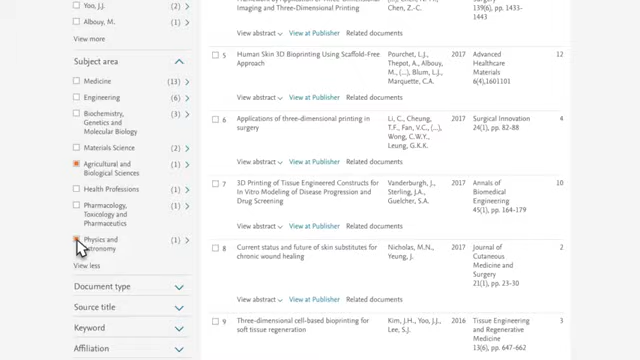 Yoo, J.J. (2)
Albouy, M. (1)
View more
Subject area
Medicine (13)
Engineering (6)
Biochemistry, (3)
Genetics and
Molecular Biology
Materials Science (2)
Agricultural and (1)
Biological Sciences
Health Professions (1)
Pharmacology, (1)
Toxicology and
Pharmaceutics
Physics and (1)
View less
Document type
Source title
Keyword
Affiliation
Imaging and Three-Dimensional Printing Chen, Z.-C. 1443
139(6), pp. 1433-
View abstract View at Publisher Related documents
5 Human Skin 3D Bioprinting Using Scaffold-Free Pourchet, L.J., 2017 Advanced 12
Approach Thepot, A., Albouy, Healthcare
M., (...), Blum, L.J., Materials
Marquette, C.A. 6(4),1601101
View abstract View at Publisher Related documents
6 Applications of three-dimensional printing in Li, C., Cheung, 2017 Surgical Innovation 4
surgery T.F., Fan, V.C., (...), 24(1), pp. 82-88
Wong, C.W.Y.,
Leung, G.K.K.
View abstract View at Publisher Related documents
7 3D Printing of Tissue Engineered Constructs for Vanderburgh, J., 2017 Annals of 10
In Vitro Modeling of Disease Progression and Sterling, J.A., Biomedical
Drug Screening Guelcher, S.A. Engineering
45(1), pp. 164-179
View abstract View at Publisher Related documents
8 Current status and future of skin substitutes for Nicholas, M.N., 2017 Journal of 2
chronic wound healing Yeung, J. Cutaneous
Medicine and
Surgery
21(1), pp. 23-30
View abstract View at Publisher Related documents
9 Three-dimensional cell-based bioprinting for Kim, J.H., Yoo, J.J., 2016 Tissue Engineering 3
soft tissue regeneration Lee, S.J. and Regenerative
Medicine
13(6), pp. 647-662